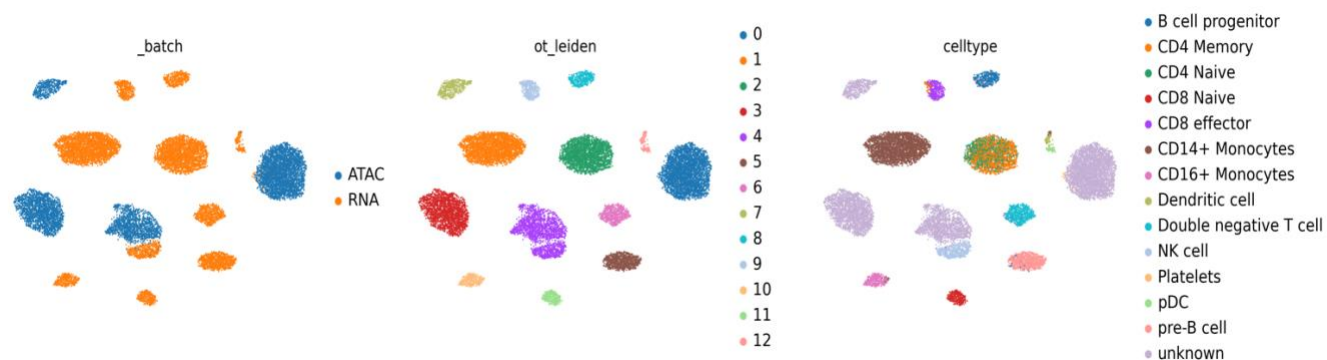 _batch
ATAC
RNA
ot_leiden
0
1
2
3
4
5
6
7
8
9
10
11
12
celltype
B cell progenitor
CD4 Memory
CD4 Naive
CD8 Naive
CD8 effector
CD14+ Monocytes
CD16+ Monocytes
Dendritic cell
Double negative T cell
NK cell
Platelets
pDC
pre-B cell
unknown